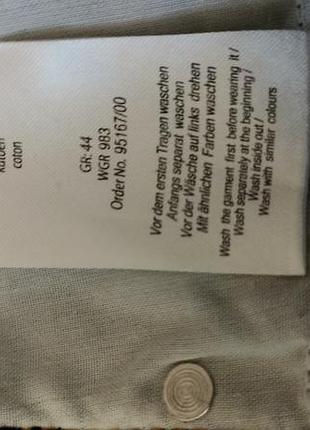 coton
GR: 44
WGR 983
Order No. 95167/00
Vor dem ersten Tragen waschen
Anfangs separat waschen
Vor der Wäsche auf links drehen
Mit ähnlichen Farben waschen
Wash the garment first before wearing it /
Wash separately at the beginning /
Wash inside out /
Wash with similar colours